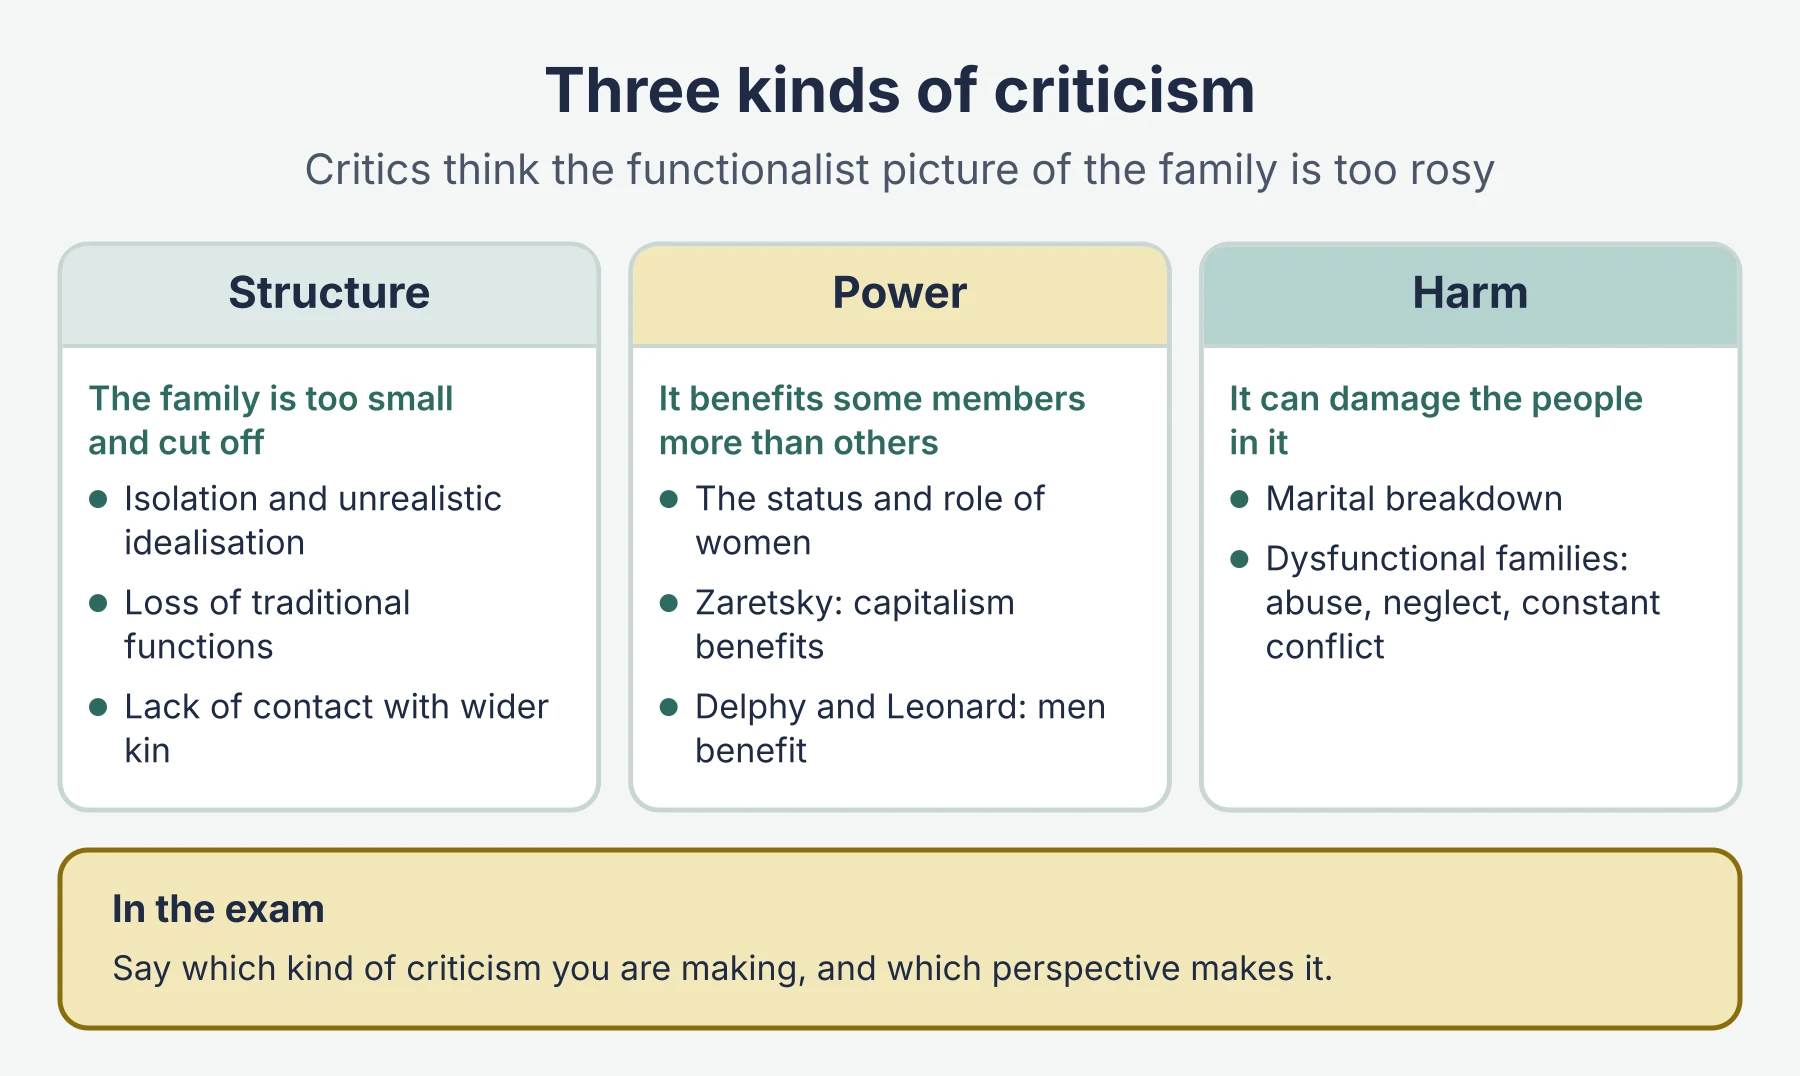 Three kinds of criticism
Critics think the functionalist picture of the family is too rosy
Structure
The family is too small
and cut off
Isolation and unrealistic
idealisation
Loss of traditional
functions
Lack of contact with wider
kin
Power
It benefits some members
more than others
The status and role of
women
Zaretsky: capitalism
benefits
Delphy and Leonard: men
benefit
Harm
It can damage the people
in it
Marital breakdown
Dysfunctional families:
abuse, neglect, constant
conflict
In the exam
Say which kind of criticism you are making, and which perspective makes it.